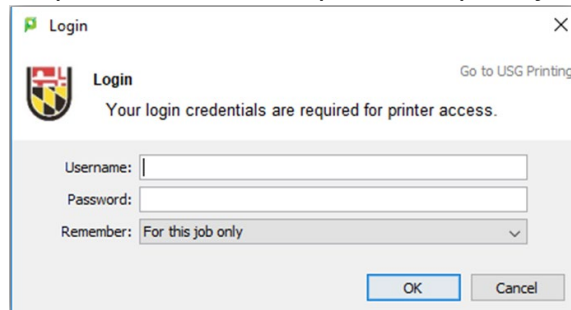 Login
Login
Go to USG Printing
Your login credentials are required for printer access.
Username:
Password:
Remember: For this job only
OK Cancel